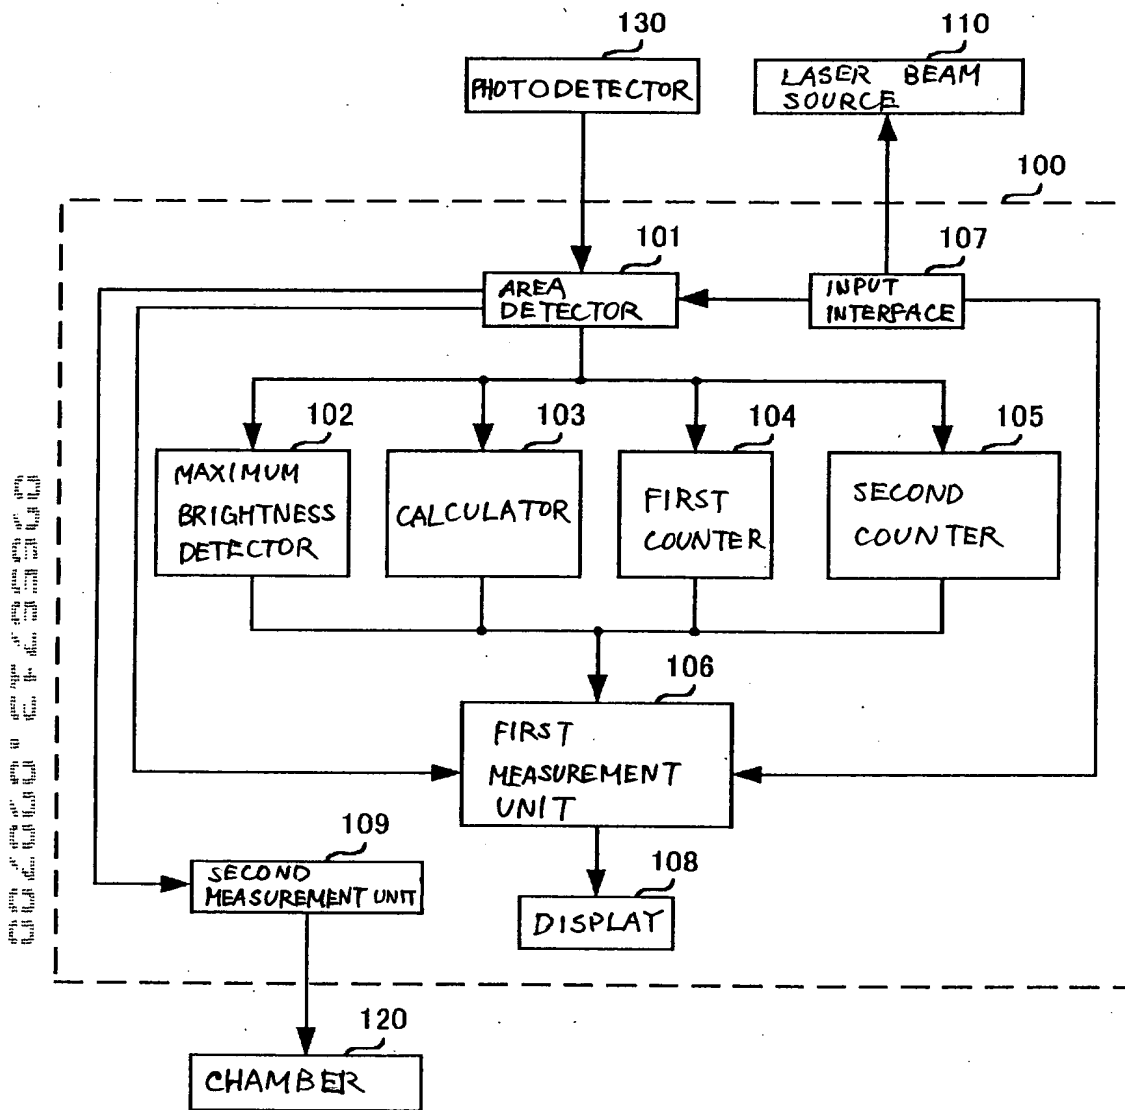 130
PHOTODETECTOR
110
LASER BEAM
SOURCE
100
101
AREA
DETECTOR
107
INPUT
INTERFACE
102
MAXIMUM
BRIGHTNESS
DETECTOR
103
CALCULATOR
104
FIRST
COUNTER
105
SECOND
COUNTER
106
FIRST
MEASUREMENT
UNIT
109
SECOND
MEASUREMENT UNIT
108
DISPLAY
120
CHAMBER